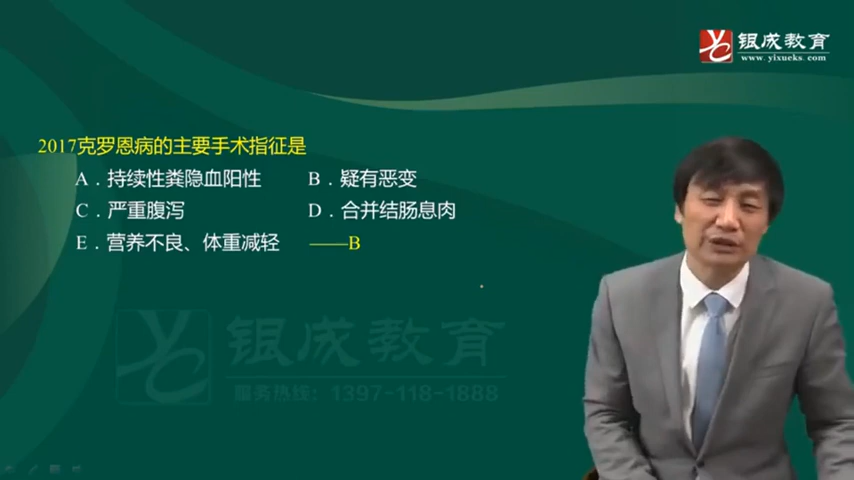 银成教育
www.yixueks.com
2017克罗恩病的主要手术指征是
A．持续性粪隐血阳性 B．疑有恶变
C．严重腹泻 D．合并结肠息肉
E．营养不良、体重减轻 ——B
银成教育
服务热线：1397-118-1888